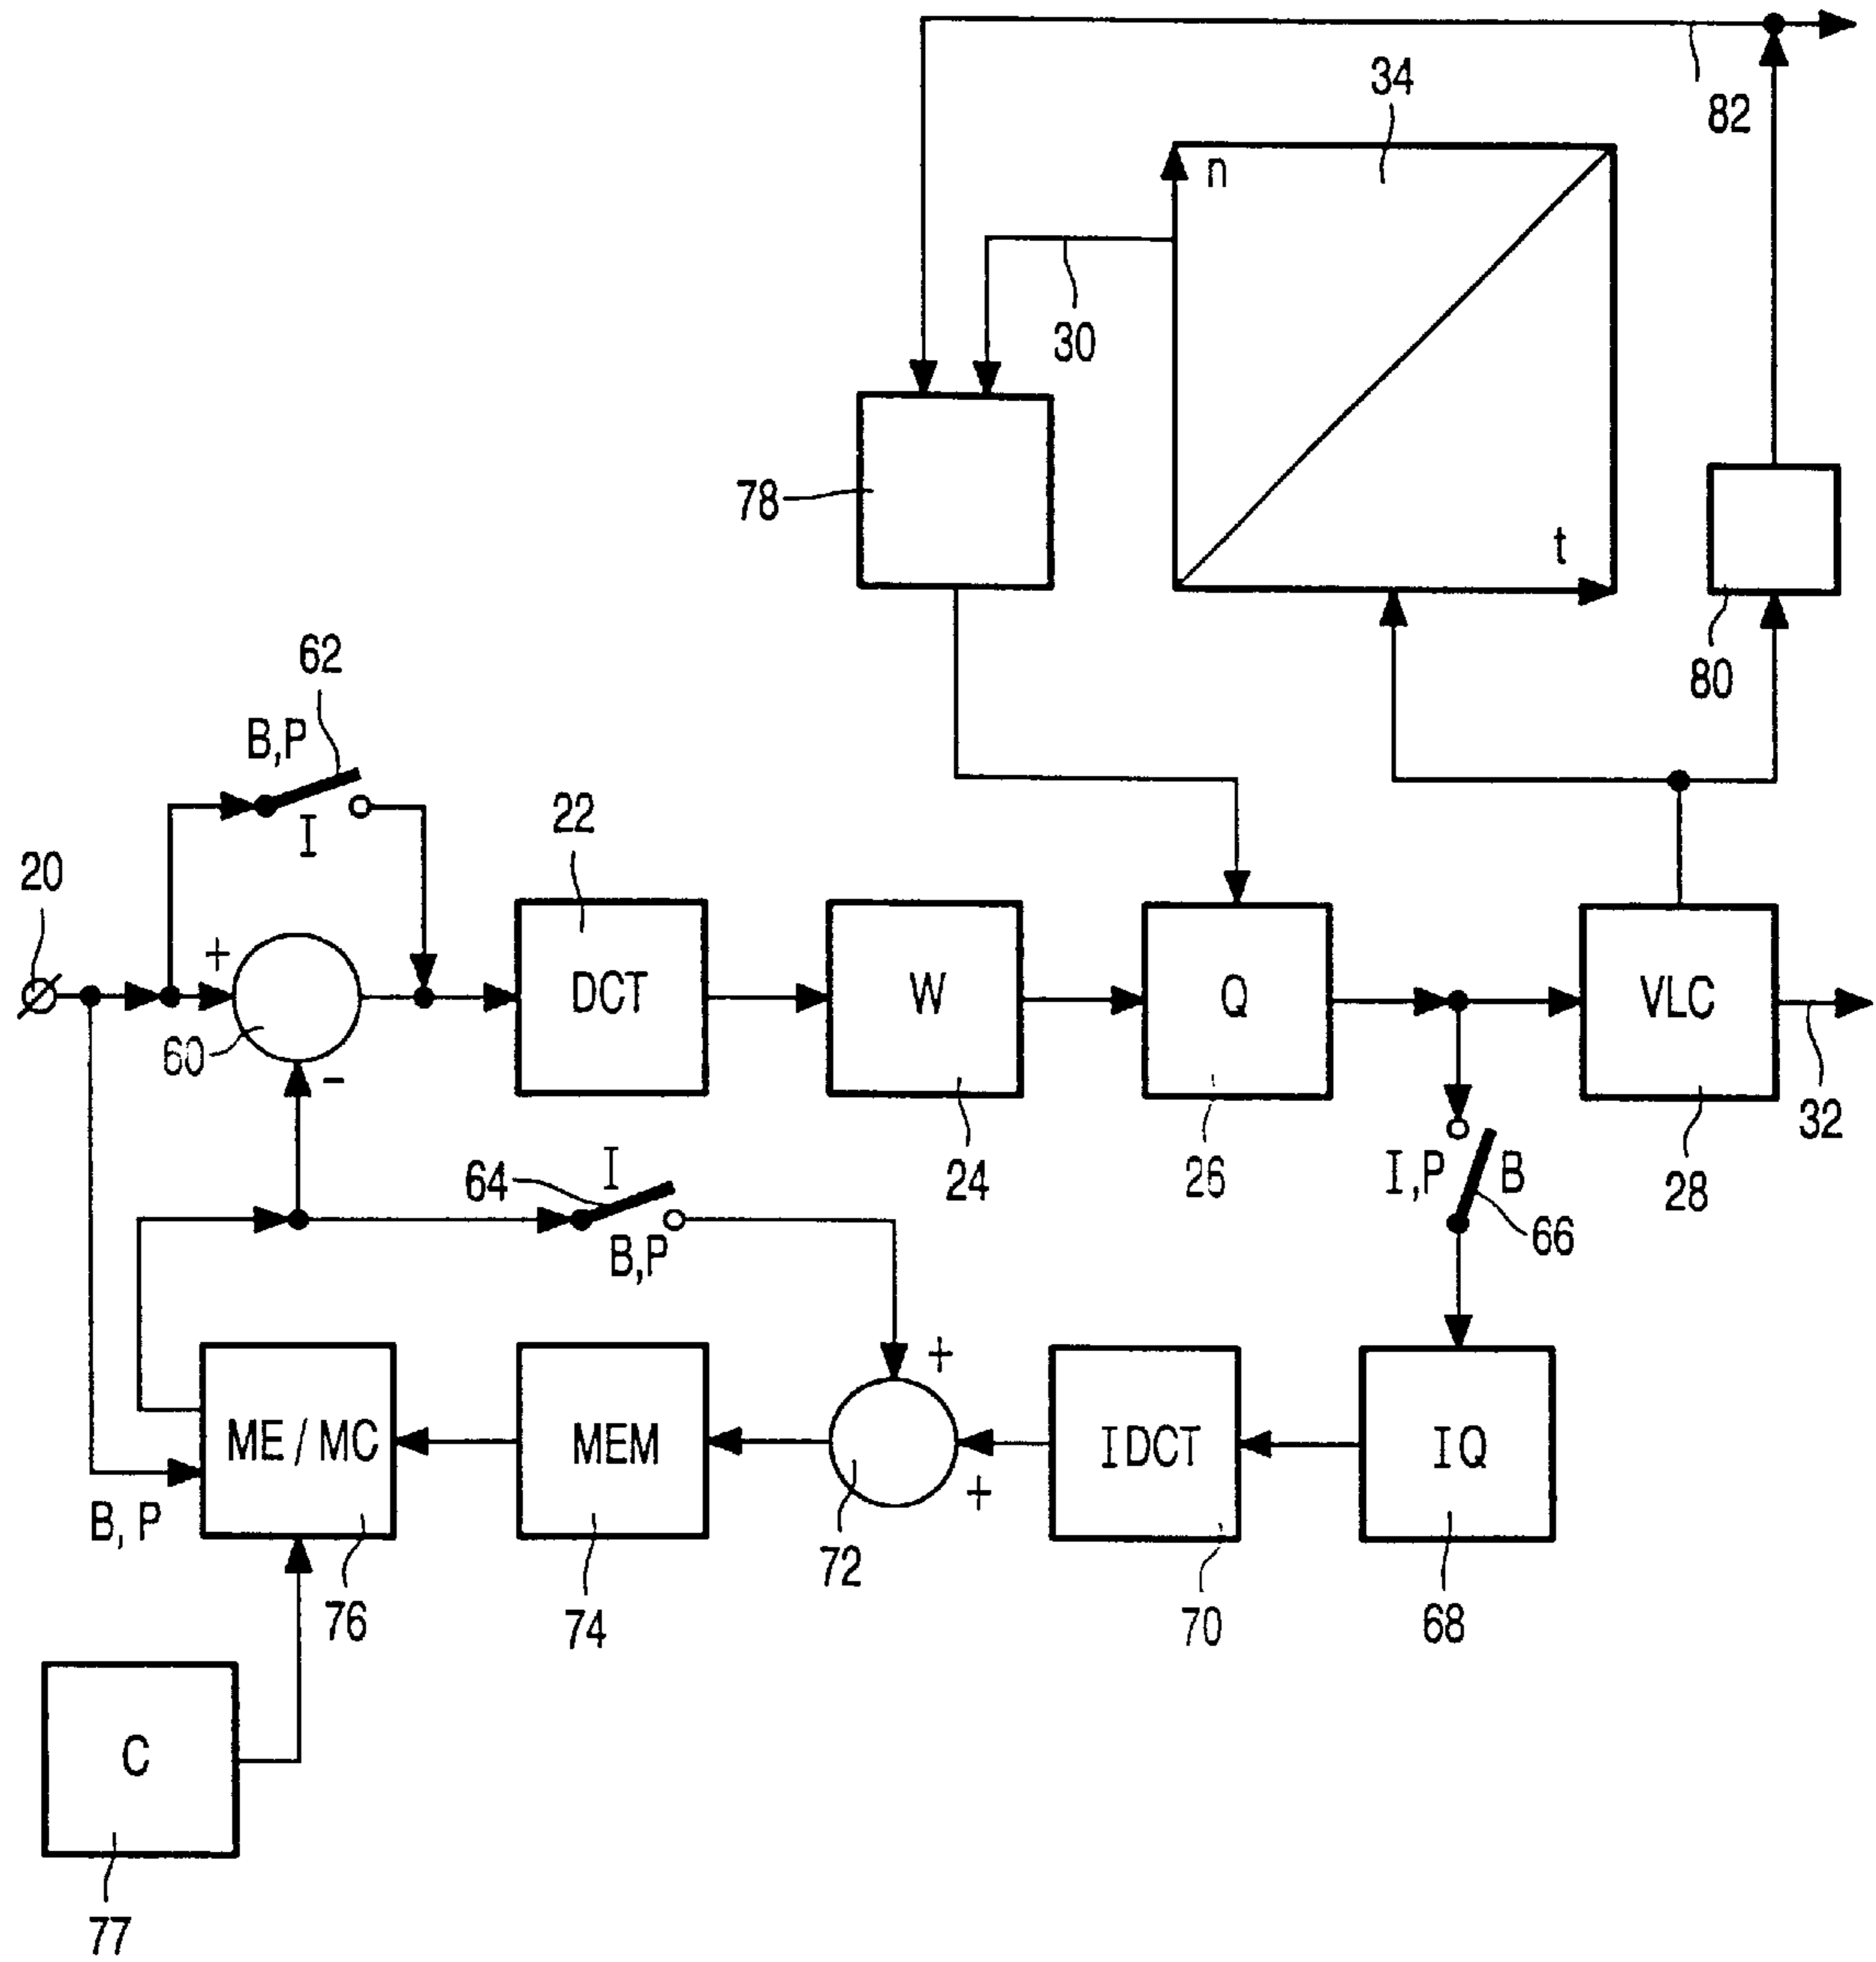 82
34
n
30
78
t
80
62
B,P
I
20
22
+
60
-
DCT
W
Q
VLC
32
24
26
28
64
I
B,P
I,P
B
66
+
ME/MC
MEM
IDCT
IQ
+
B, P
72
76
74
70
68
C
77